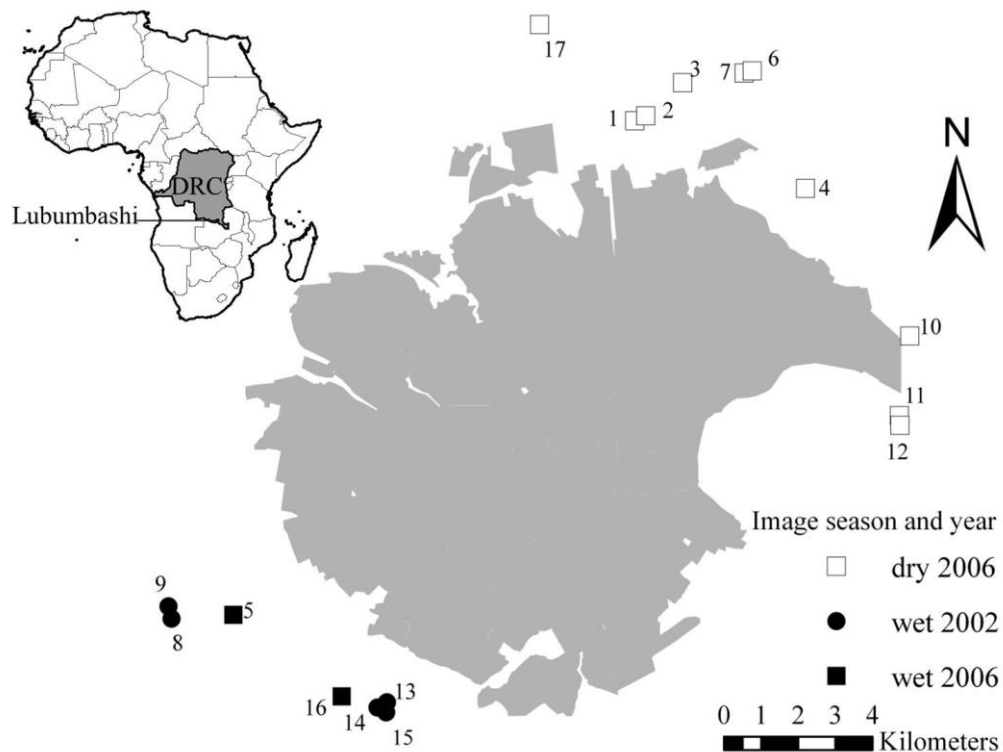 17
3
7
6
1
2
N
DRC
4
Lubumbashi
10
11
12
Image season and year
dry 2006
9
5
wet 2002
8
wet 2006
13
16
14
15
0 1 2 3 4
Kilometers